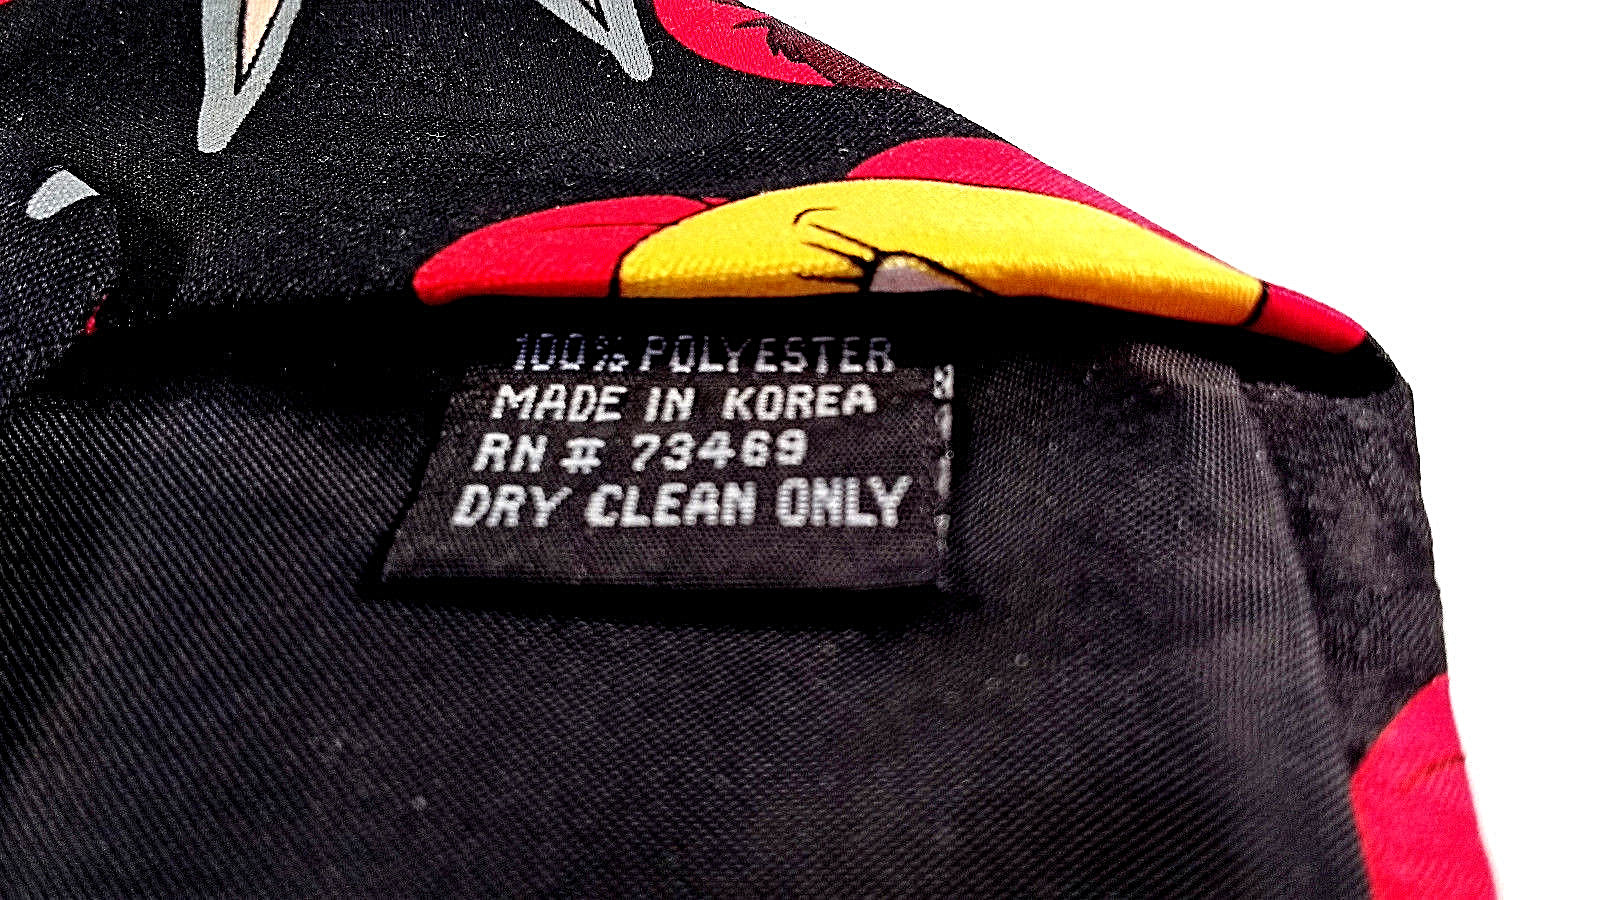 100% POLYESTER
MADE IN KOREA
RN # 73469
DRY CLEAN ONLY